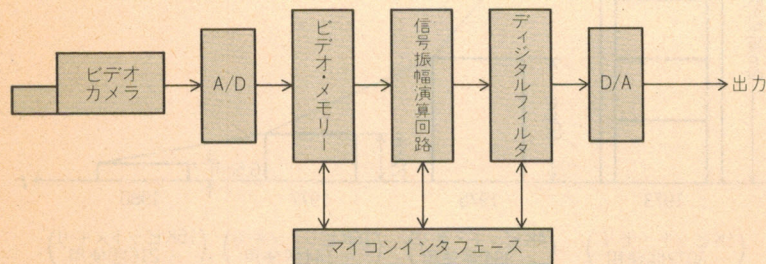 ビデオ
カメラ
A/D
ビデオ・メモリー
信号振幅演算回路
ディジタルフィルタ
D/A
出力
マイコンインタフェース